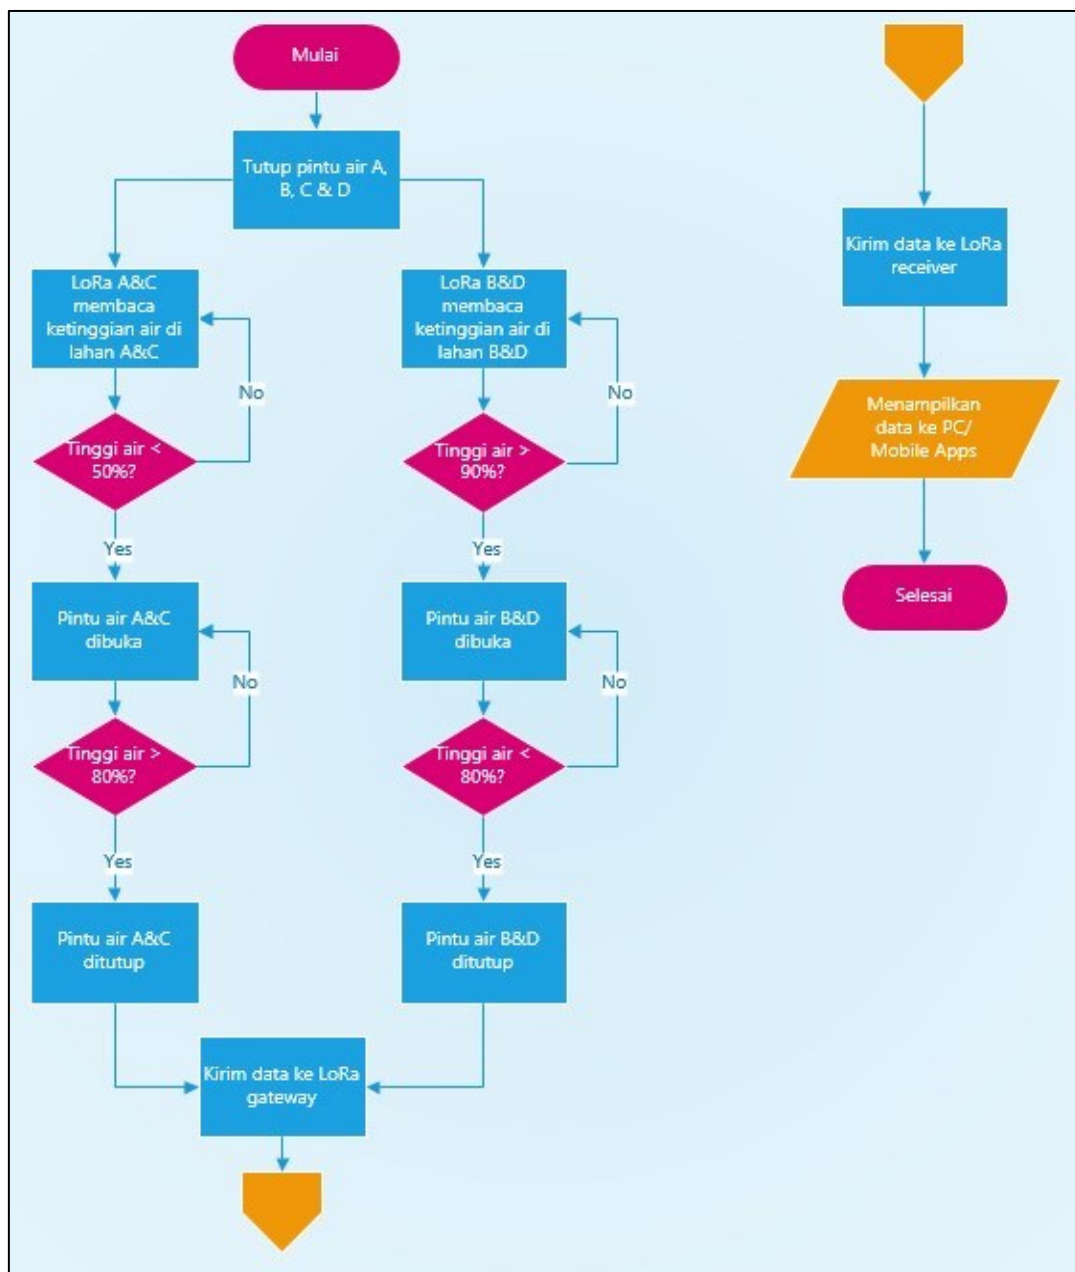 Mulai
Tutup pintu air A,
B, C & D
LoRa A&C
membaca
ketinggian air di
lahan A&C
No
Tinggi air <
50%?
Yes
Pintu air A&C
dibuka
No
Tinggi air >
80%?
Yes
Pintu air A&C
ditutup
LoRa B&D
membaca
ketinggian air di
lahan B&D
No
Tinggi air >
90%?
Yes
Pintu air B&D
dibuka
No
Tinggi air <
80%?
Yes
Pintu air B&D
ditutup
Kirim data ke LoRa
gateway
Kirim data ke LoRa
receiver
Menampilkan
data ke PC/
Mobile Apps
Selesai